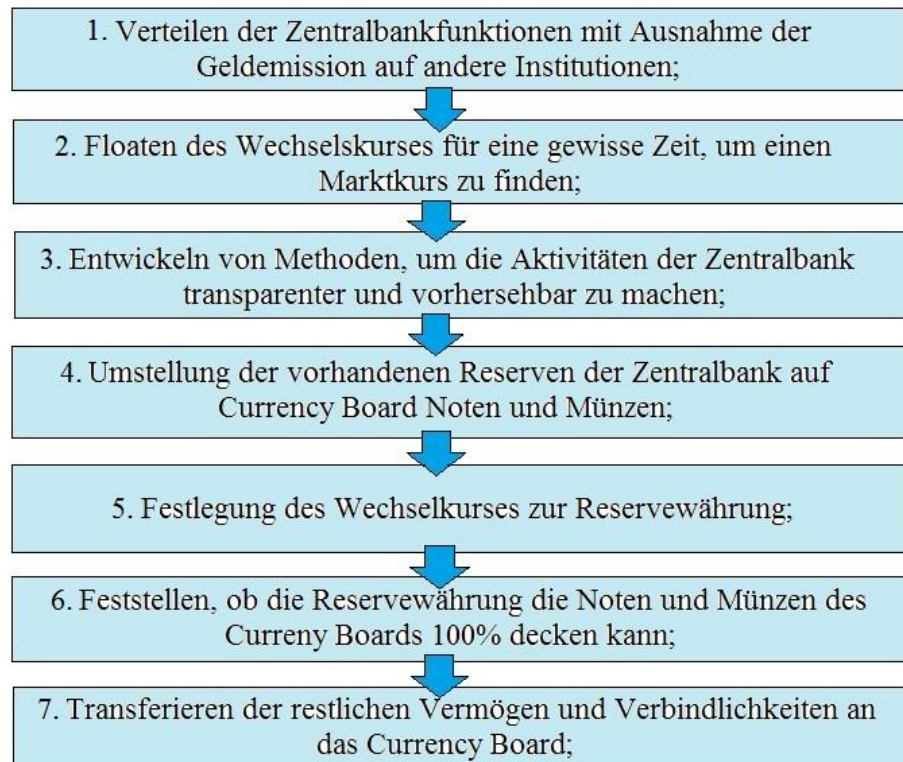 1. Verteilen der Zentralbankfunktionen mit Ausnahme der
Geldemission auf andere Institutionen;
2. Floaten des Wechselskurses für eine gewisse Zeit, um einen
Marktkurs zu finden;
3. Entwickeln von Methoden, um die Aktivitäten der Zentralbank
transparenter und vorhersehbar zu machen;
4. Umstellung der vorhandenen Reserven der Zentralbank auf
Currency Board Noten und Münzen;
5. Festlegung des Wechselkurses zur Reservewährung;
6. Feststellen, ob die Reservewährung die Noten und Münzen des
Curreny Boards 100% decken kann;
7. Transferieren der restlichen Vermögen und Verbindlichkeiten an
das Currency Board;